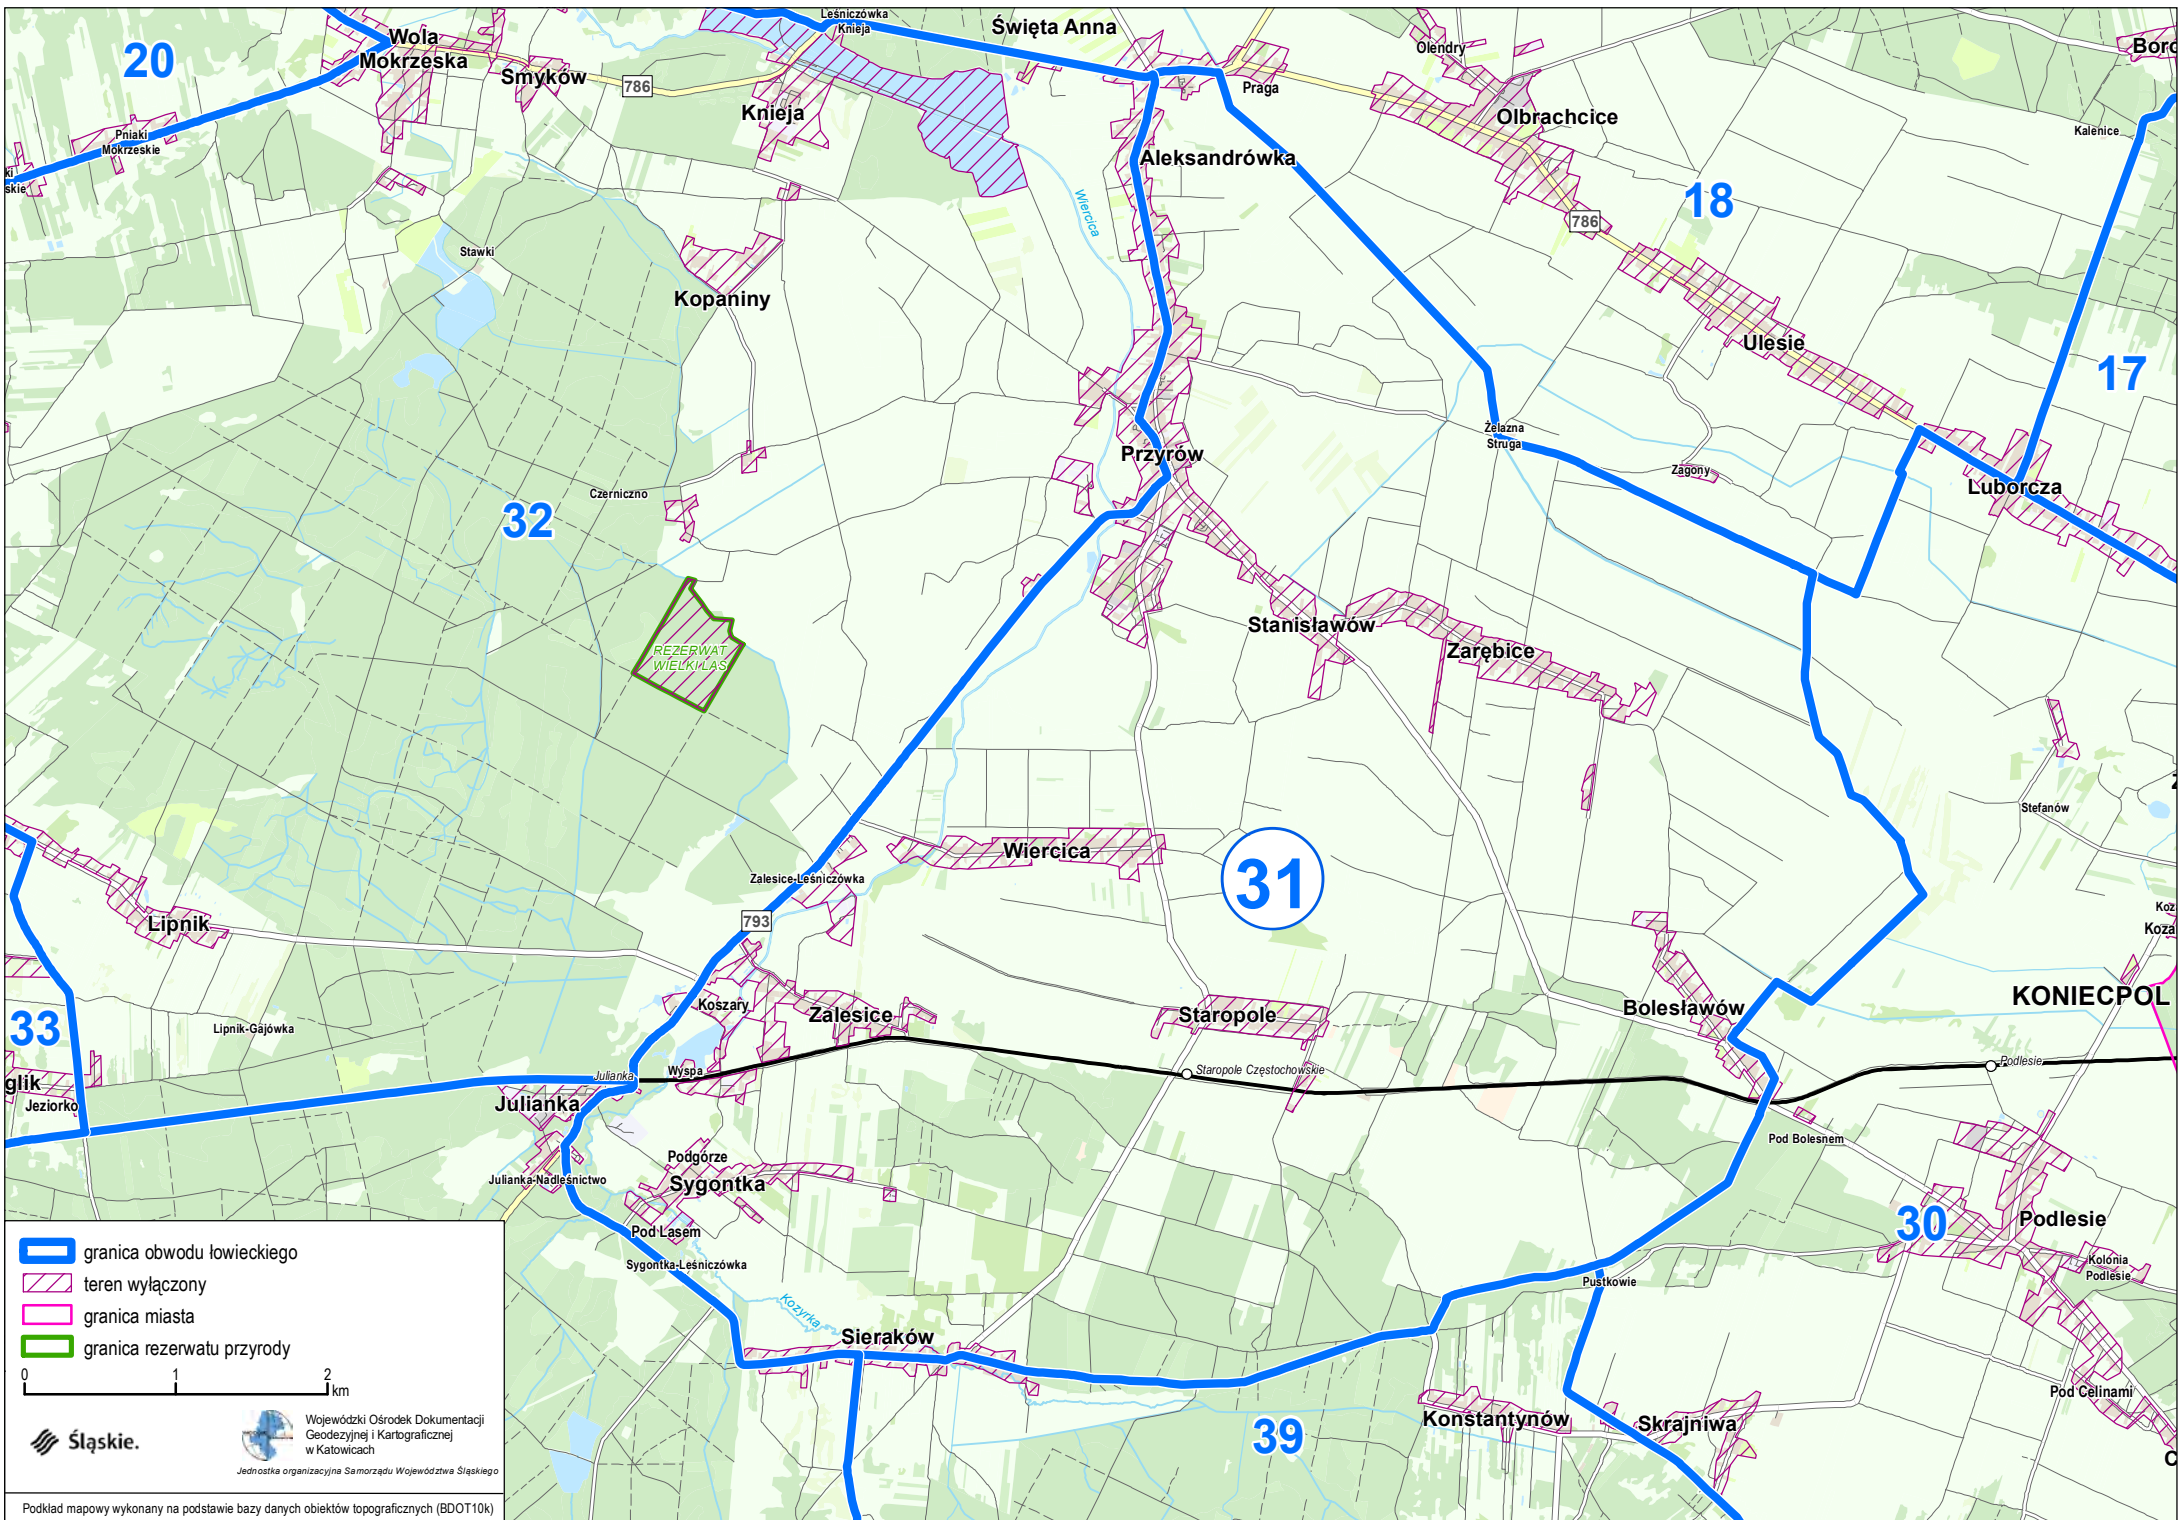 20
Wola
Mokrzeska
Smyków
786
Leśniczówka
Knieja
Święta Anna
Knieja
Praga
Olendry
Olbrachcice
Kalenice
Pniaki
Mokrzeskie
Aleksandrówka
Wiercica
18
786
Stawki
Kopaniny
Ulesie
17
Żelazna
Struga
Zagony
Luborcza
Przyrów
Czerniczno
32
REZERWAT
WIELKI LAS
Stanisławów
Zarębice
Stefanów
Wiercica
31
Zalesice-Leśniczówka
793
Lipnik
Koszary
Zalesice
Staropole
Bolesławów
KONIECPOL
33
Lipnik-Gajówka
Julianka
Wyspa
Staropole Częstochowskie
Podlesie
glik
Jeziorko
Julianka
Pod Bolesnem
Podgórze
Sygontka
Julianka-Nadleśnictwo
Pod Lasem
Sygontka-Leśniczówka
30
Podlesie
Kolonia
Podlesie
Pustkowie
Kozyrka
Sieraków
Konstantynów
Skrajniwa
Pod Celinami
39
granica obwodu łowieckiego
teren wyłączony
granica miasta
granica rezerwatu przyrody
0 1 2
km
Śląskie.
Wojewódzki Ośrodek Dokumentacji
Geodezyjnej i Kartograficznej
w Katowicach
Jednostka organizacyjna Samorządu Województwa Śląskiego
Podkład mapowy wykonany na podstawie bazy danych obiektów topograficznych (BDOT10k)